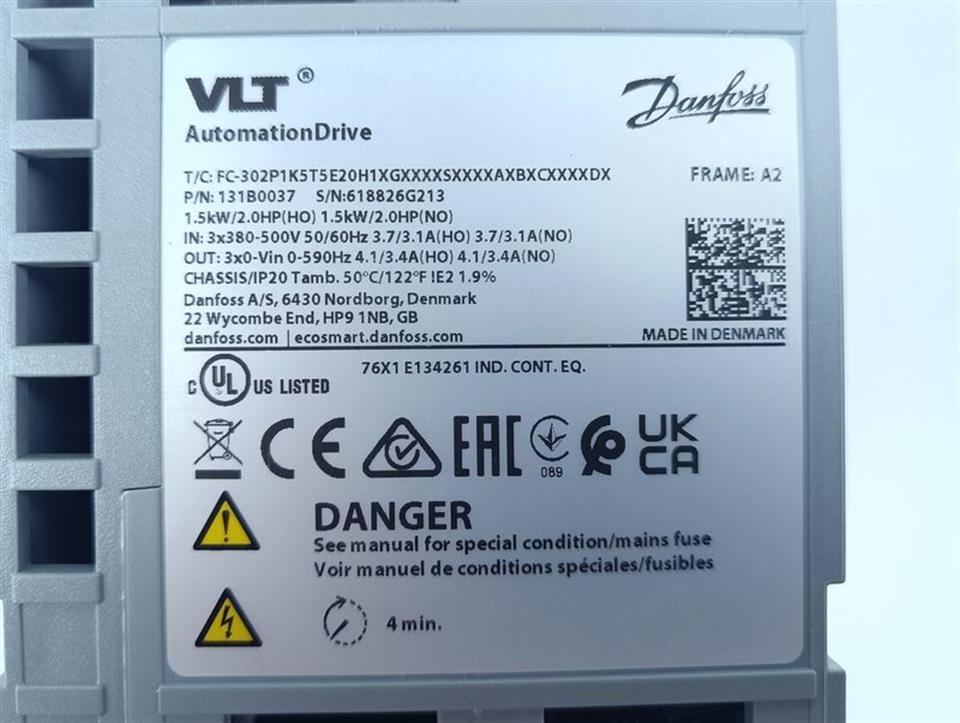 VLT®
Danfoss
AutomationDrive
T/C: FC-302P1K5T5E20H1XGXXXXSXXXXAXBXCXXXXDX
FRAME: A2
P/N: 131B0037 S/N:618826G213
1.5kW/2.0HP(HO) 1.5kW/2.0HP(NO)
IN: 3x380-500V 50/60Hz 3.7/3.1A(HO) 3.7/3.1A(NO)
OUT: 3x0-Vin 0-590Hz 4.1/3.4A(HO) 4.1/3.4A(NO)
CHASSIS/IP20 Tamb. 50°C/122°F IE2 1.9%
Danfoss A/S, 6430 Nordborg, Denmark
22 Wycombe End, HP9 1NB, GB
danfoss.com | ecosmart.danfoss.com
MADE IN DENMARK
76X1 E134261 IND. CONT. EQ.
C UL US LISTED
CE EAC 089 UK CA
DANGER
See manual for special condition/mains fuse
Voir manuel de conditions spéciales/fusibles
4 min.